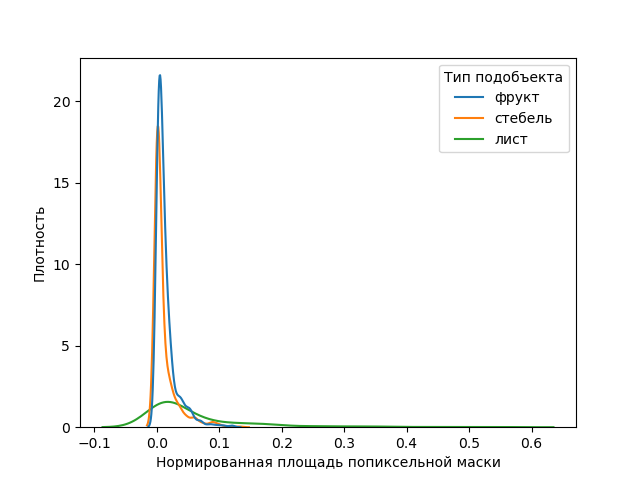 Тип подобъекта
фрукт
стебель
лист
Плотность
20
15
10
5
0
−0.1
0.0
0.1
0.2
0.3
0.4
0.5
0.6
Нормированная площадь попиксельной маски